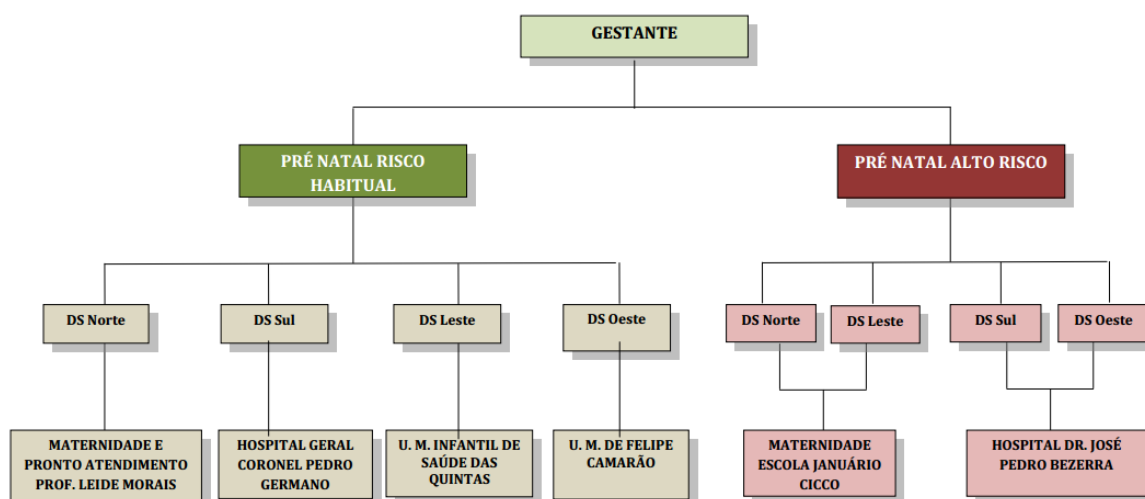 GESTANTE
PRÉ NATAL RISCO
HABITUAL
PRÉ NATAL ALTO RISCO
DS Norte
DS Sul
DS Leste
DS Oeste
DS Norte
DS Leste
DS Sul
DS Oeste
MATERNIDADE E
PRONTO ATENDIMENTO
PROF. LEIDE MORAIS
HOSPITAL GERAL
CORONEL PEDRO
GERMANO
U. M. INFANTIL DE
SAÚDE DAS
QUINTAS
U. M. DE FELIPE
CAMARÃO
MATERNIDADE
ESCOLA JANUÁRIO
CICCO
HOSPITAL DR. JOSÉ
PEDRO BEZERRA